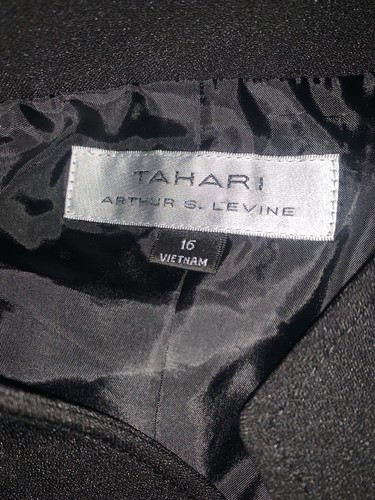 TAHARI
ARTHUR S. LEVINE
16
VIETNAM